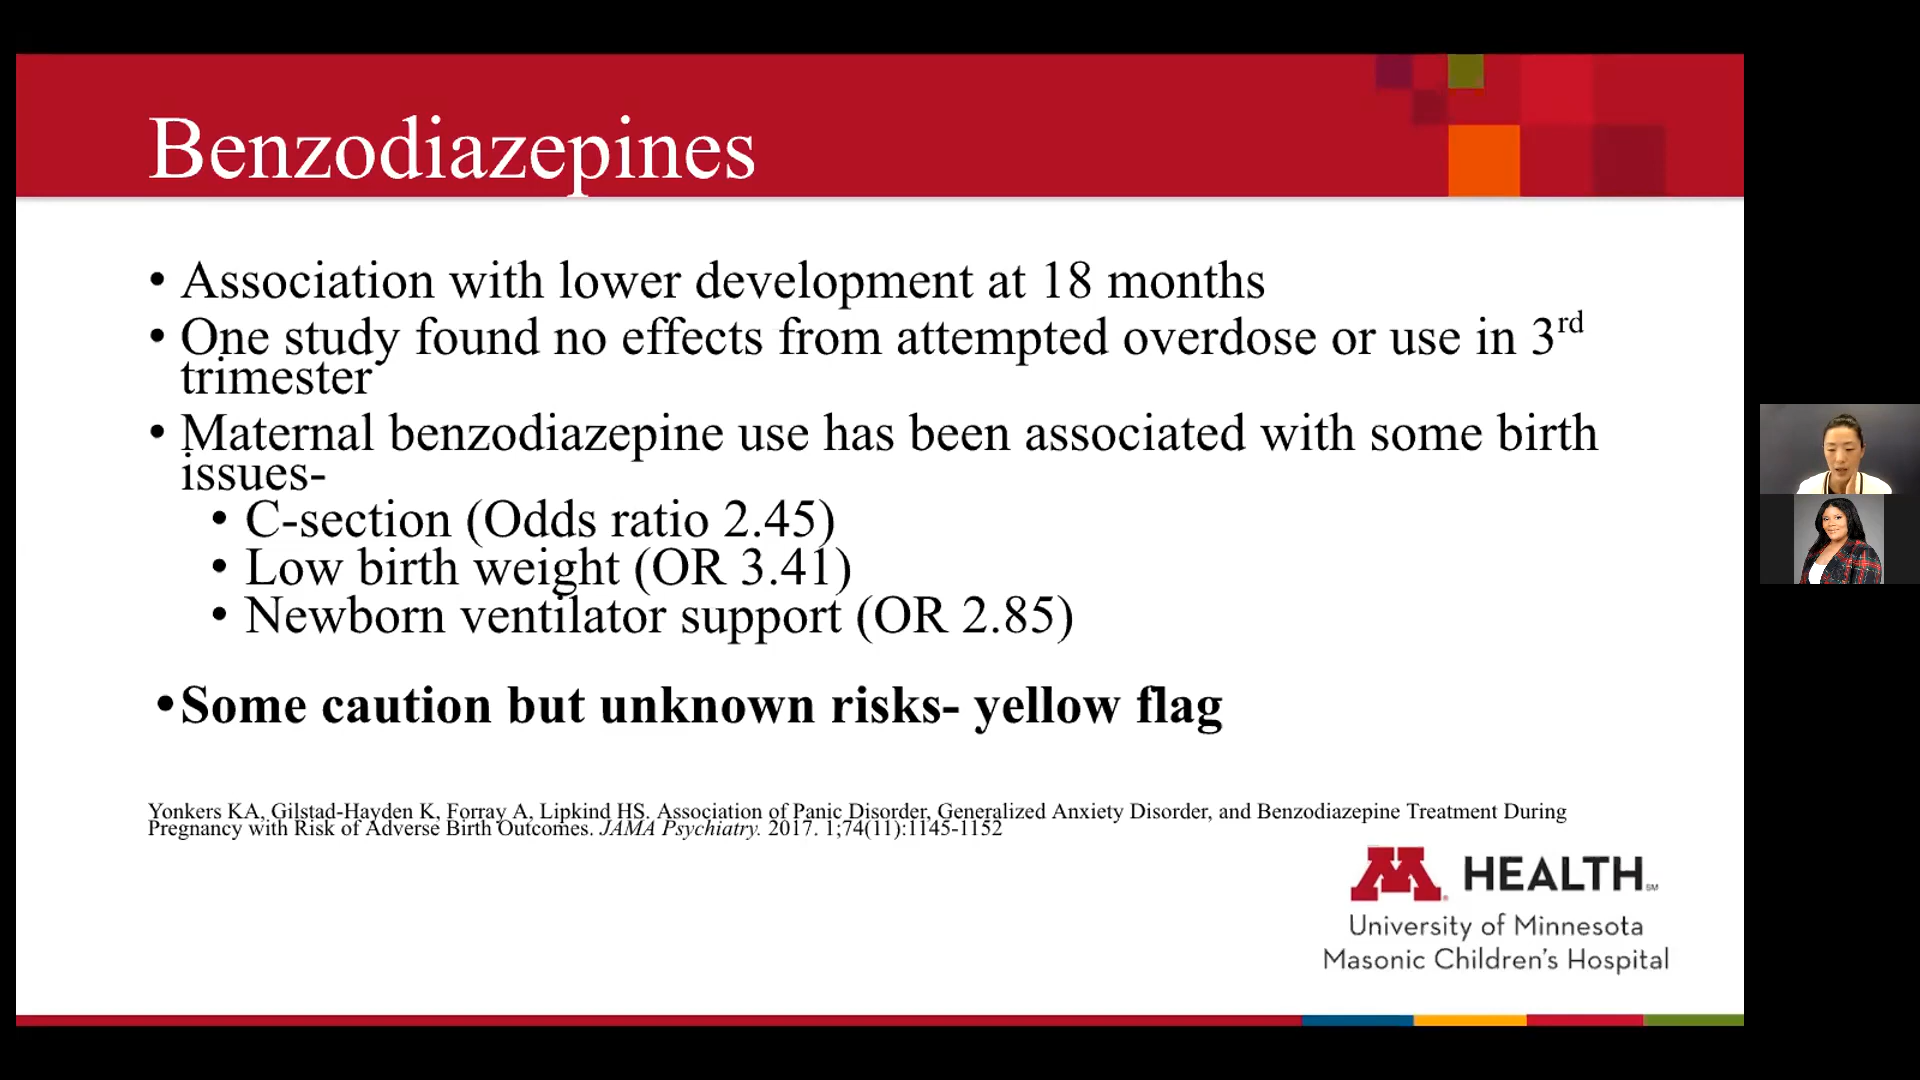 Benzodiazepines
• Association with lower development at 18 months
• One study found no effects from attempted overdose or use in 3rd
trimester
• Maternal benzodiazepine use has been associated with some birth
issues-
• C-section (Odds ratio 2.45)
• Low birth weight (OR 3.41)
• Newborn ventilator support (OR 2.85)
• Some caution but unknown risks- yellow flag
Yonkers KA, Gilstad-Hayden K, Forray A, Lipkind HS. Association of Panic Disorder, Generalized Anxiety Disorder, and Benzodiazepine Treatment During
Pregnancy with Risk of Adverse Birth Outcomes. JAMA Psychiatry. 2017. 1;74(11):1145-1152
M® HEALTH SM
University of Minnesota
Masonic Children's Hospital